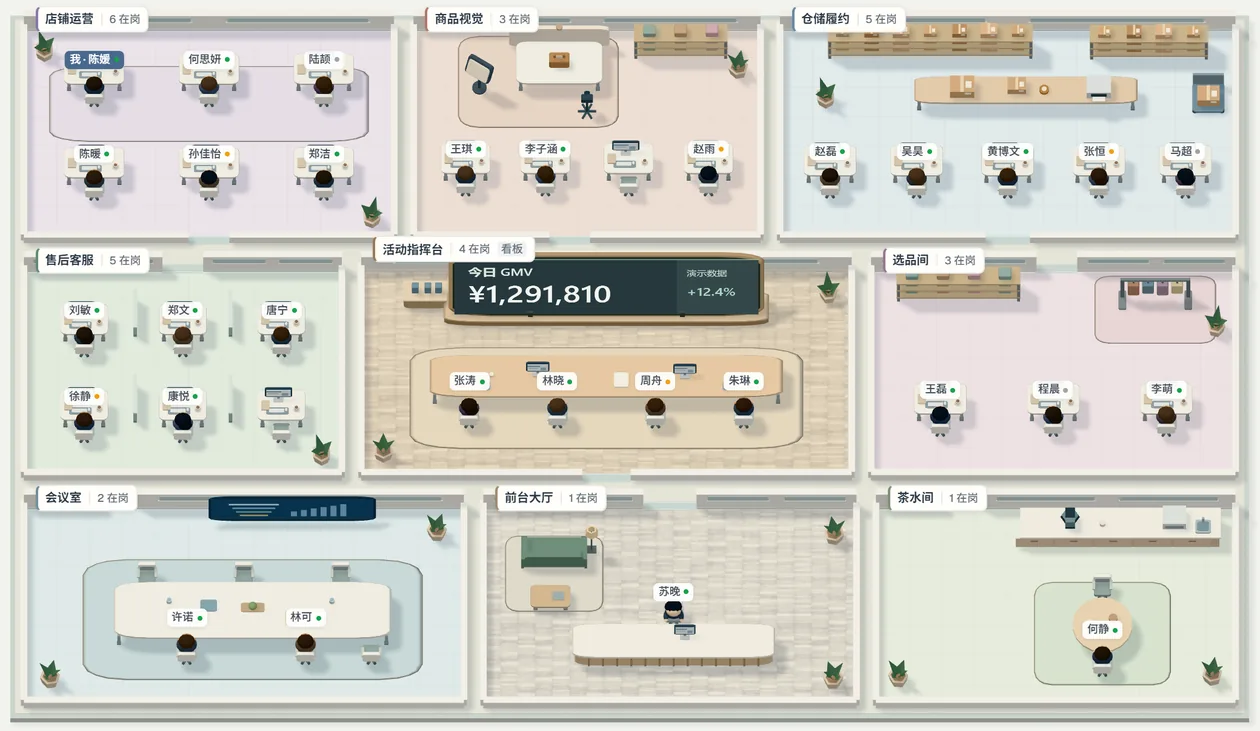 店铺运营 6 在岗
我·陈媛
何思妍
陆颉
陈暖
孙佳怡
郑洁
商品视觉 3 在岗
王琪
李子涵
赵雨
仓储履约 5 在岗
赵磊
吴昊
黄博文
张恒
马超
售后客服 5 在岗
刘敏
郑文
唐宁
徐静
康悦
活动指挥台 4 在岗 看板
今日 GMV
¥1,291,810
演示数据
+12.4%
张涛
林晓
周舟
朱琳
选品间 3 在岗
王磊
程晨
李萌
会议室 2 在岗
许诺
林可
前台大厅 1 在岗
苏晚
茶水间 1 在岗
何静